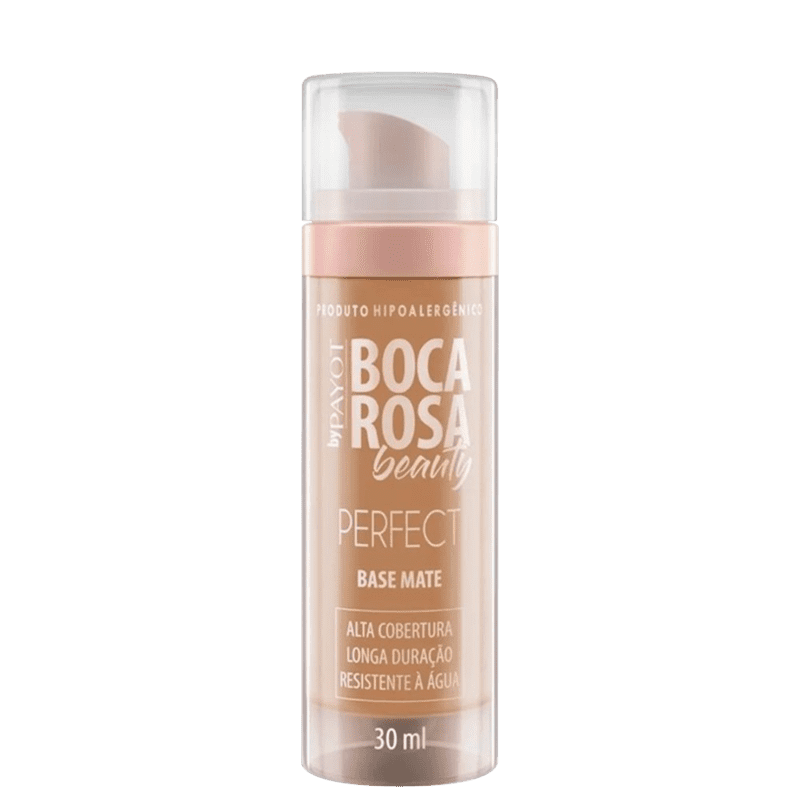 PRODUTO HIPOALERGÊNICO
by PAYOT
BOCA
ROSA
beauty
PERFECT
BASE MATE
ALTA COBERTURA
LONGA DURAÇÃO
RESISTENTE À ÁGUA
30 ml